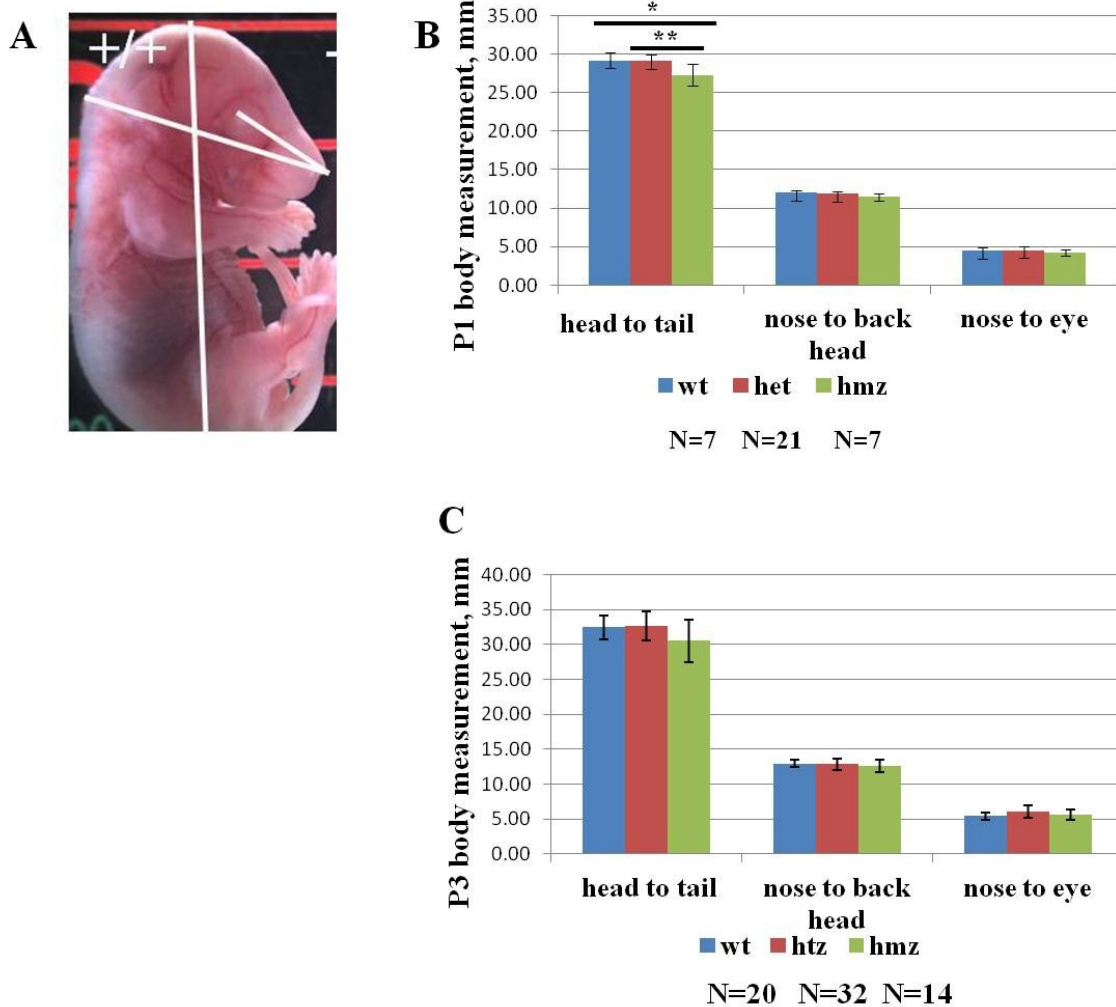 A
+/+
B
P1 body measurement, mm
35.00
30.00
25.00
20.00
15.00
10.00
5.00
0.00
*
**
head to tail
nose to back
head
nose to eye
wt het hmz
N=7 N=21 N=7
C
P3 body measurement, mm
40.00
35.00
30.00
25.00
20.00
15.00
10.00
5.00
0.00
head to tail
nose to back
head
nose to eye
wt htz hmz
N=20 N=32 N=14